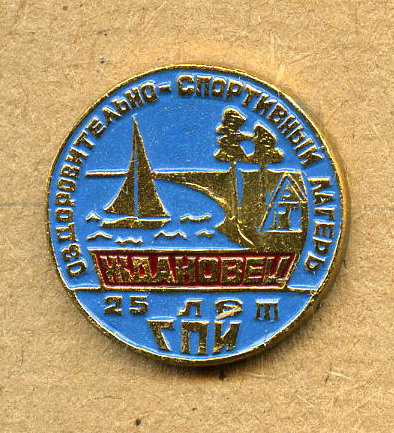 ОЗДОРОВИТЕЛЬНО-СПОРТИВНЫЙ ЛАГЕРЬ
ЖДАНОВЕЦ
25 ЛЕТ
ГПИ